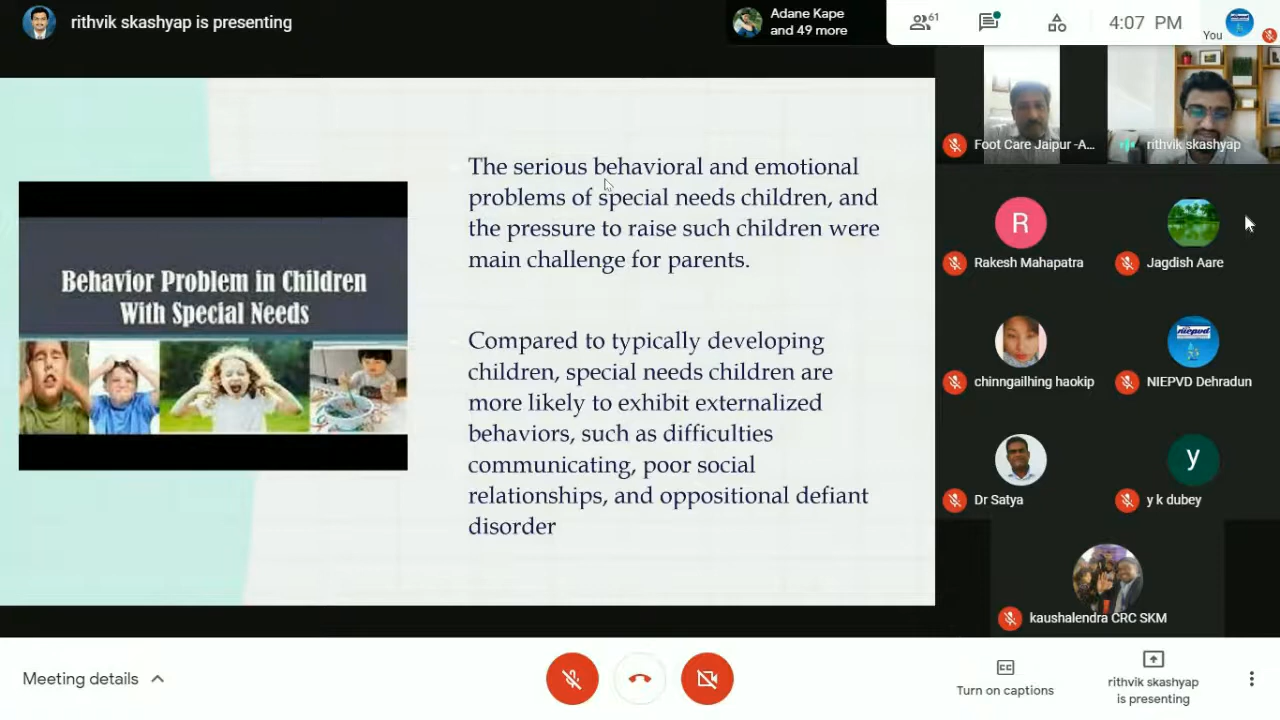 rithvik skashyap is presenting
Adane Kape
and 49 more
61
4:07 PM
You
The serious behavioral and emotional
problems of special needs children, and
the pressure to raise such children were
main challenge for parents.
Compared to typically developing
children, special needs children are
more likely to exhibit externalized
behaviors, such as difficulties
communicating, poor social
relationships, and oppositional defiant
disorder
Behavior Problem in Children
With Special Needs
Foot Care Jaipur -A...
rithvik skashyap
R
Rakesh Mahapatra
Jagdish Aare
chinngailhing haokip
NIEPVD Dehradun
Dr Satya
y
y k dubey
kaushalendra CRC SKM
Meeting details
CC
Turn on captions
rithvik skashyap
is presenting